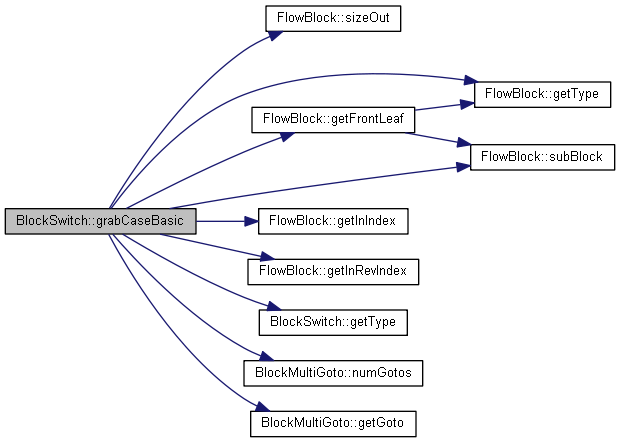 FlowBlock::sizeOut
FlowBlock::getType
FlowBlock::getFrontLeaf
FlowBlock::subBlock
BlockSwitch::grabCaseBasic
FlowBlock::getInIndex
FlowBlock::getInRevIndex
BlockSwitch::getType
BlockMultiGoto::numGotos
BlockMultiGoto::getGoto